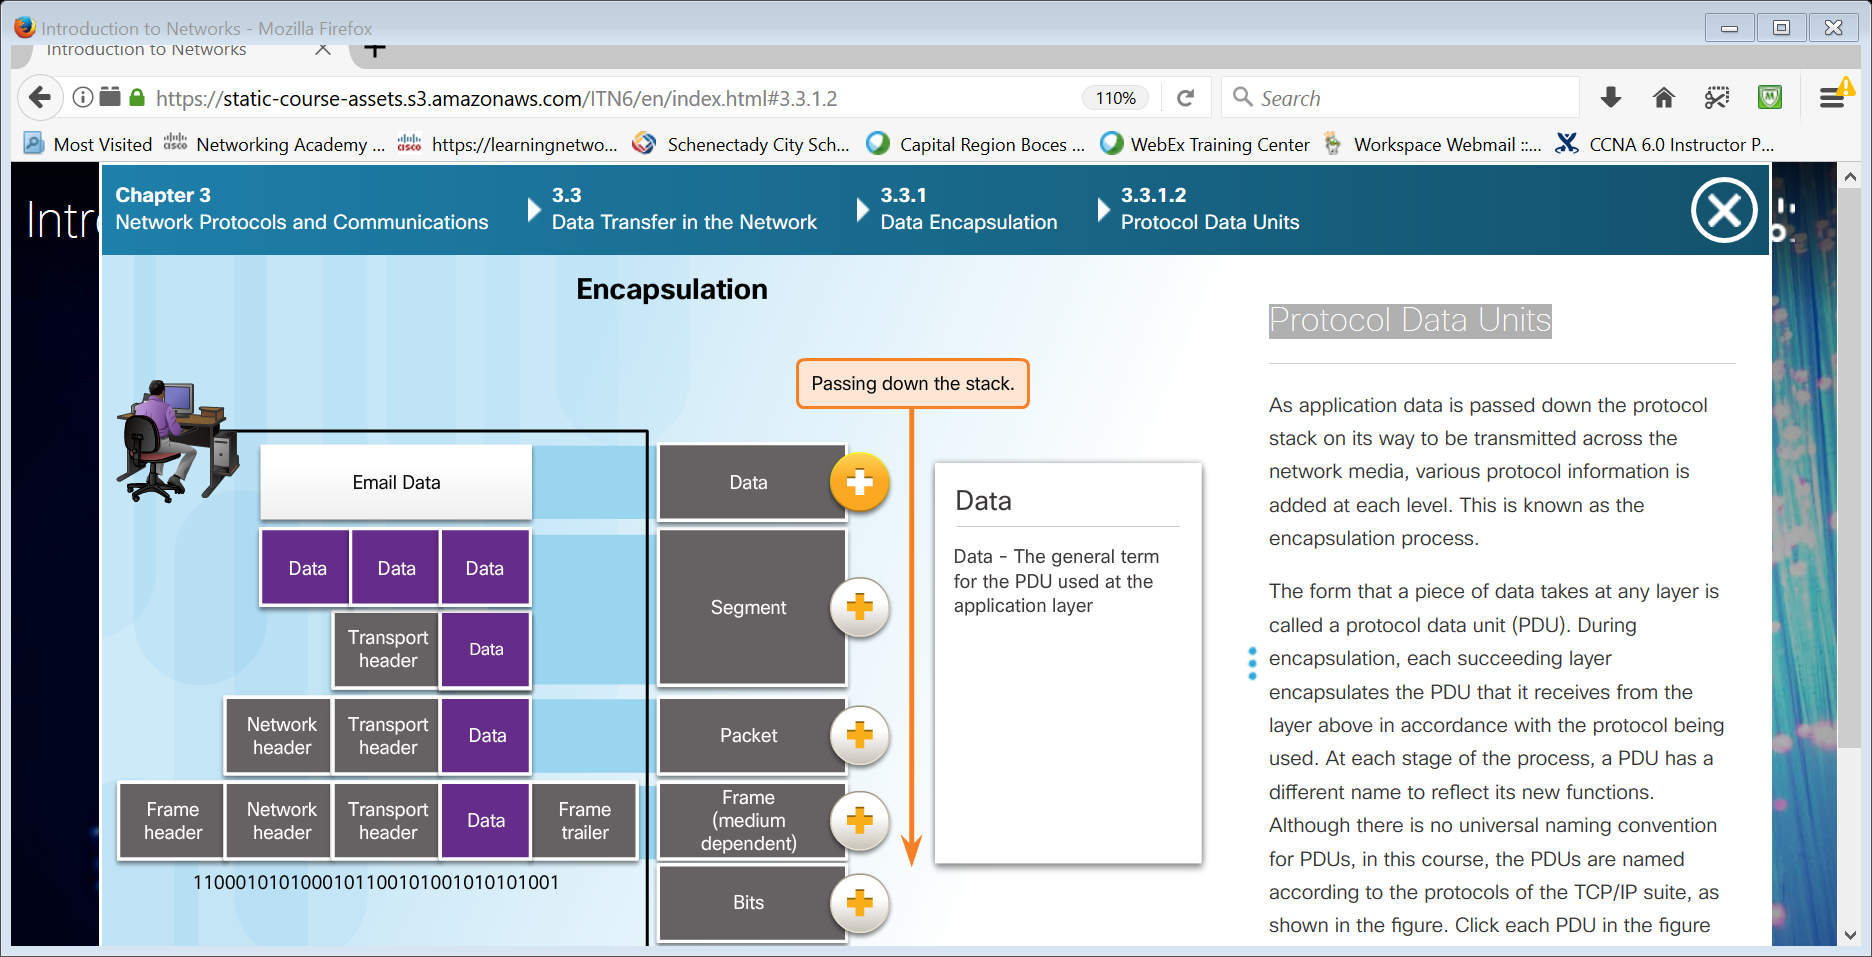 Introduction to Networks - Mozilla Firefox
Introduction to Networks
https://static-course-assets.s3.amazonaws.com/ITN6/en/index.html#3.3.1.2
110%
Search
Most Visited
Networking Academy ...
https://learningnetwo...
Schenectady City Sch...
Capital Region Boces ...
WebEx Training Center
Workspace Webmail ::...
CCNA 6.0 Instructor P...
Intr
Chapter 3
Network Protocols and Communications
3.3
Data Transfer in the Network
3.3.1
Data Encapsulation
3.3.1.2
Protocol Data Units
Encapsulation
Passing down the stack.
Email Data
Data
Data
Data
Data
Transport
header
Data
Network
header
Transport
header
Data
Frame
header
Network
header
Transport
header
Data
Frame
trailer
1100010101000101100101001010101001
Data
Segment
Packet
Frame
(medium
dependent)
Bits
Data
Data - The general term
for the PDU used at the
application layer
Protocol Data Units
As application data is passed down the protocol
stack on its way to be transmitted across the
network media, various protocol information is
added at each level. This is known as the
encapsulation process.
The form that a piece of data takes at any layer is
called a protocol data unit (PDU). During
encapsulation, each succeeding layer
encapsulates the PDU that it receives from the
layer above in accordance with the protocol being
used. At each stage of the process, a PDU has a
different name to reflect its new functions.
Although there is no universal naming convention
for PDUs, in this course, the PDUs are named
according to the protocols of the TCP/IP suite, as
shown in the figure. Click each PDU in the figure